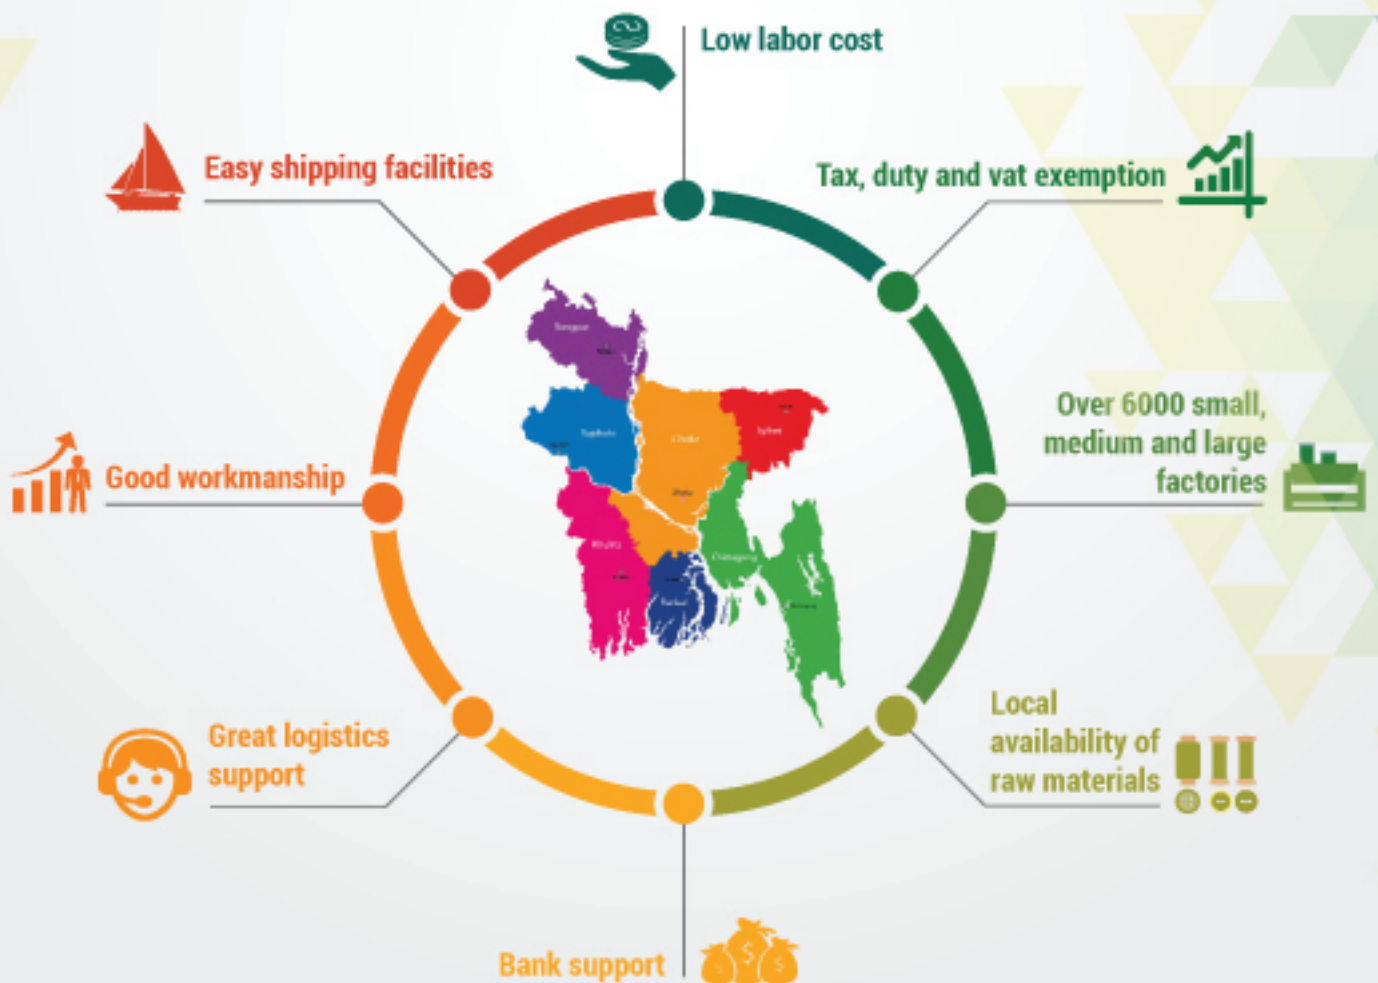 Low labor cost
Easy shipping facilities
Tax, duty and vat exemption
Over 6000 small,
medium and large
factories
Good workmanship
Local
availability of
raw materials
Great logistics
support
Bank support